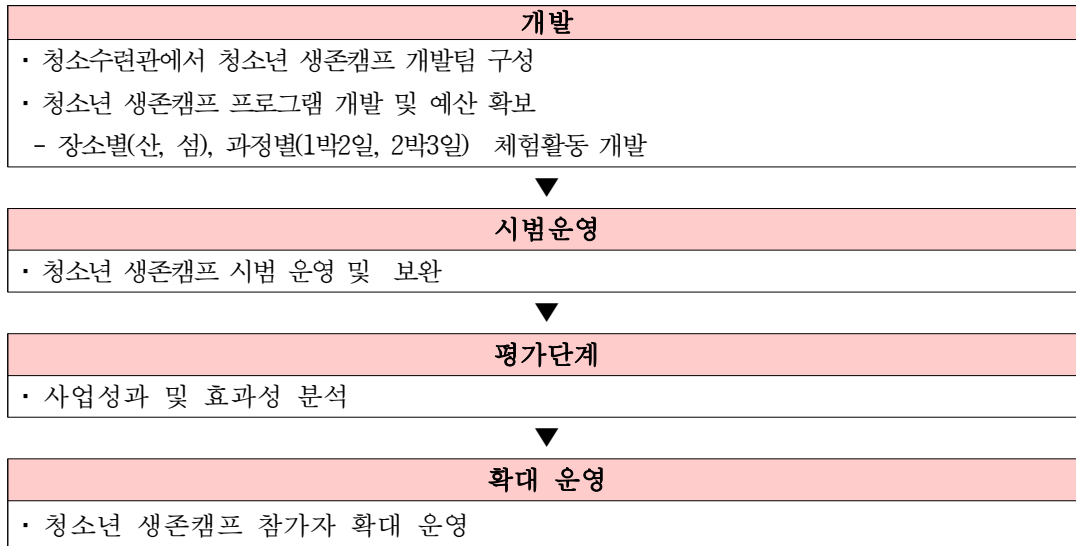 개발
· 청소수련관에서 청소년 생존캠프 개발팀 구성
· 청소년 생존캠프 프로그램 개발 및 예산 확보
- 장소별(산, 섬), 과정별(1박2일, 2박3일) 체험활동 개발
▼
시범운영
· 청소년 생존캠프 시범 운영 및 보완
▼
평가단계
· 사업성과 및 효과성 분석
▼
확대 운영
· 청소년 생존캠프 참가자 확대 운영